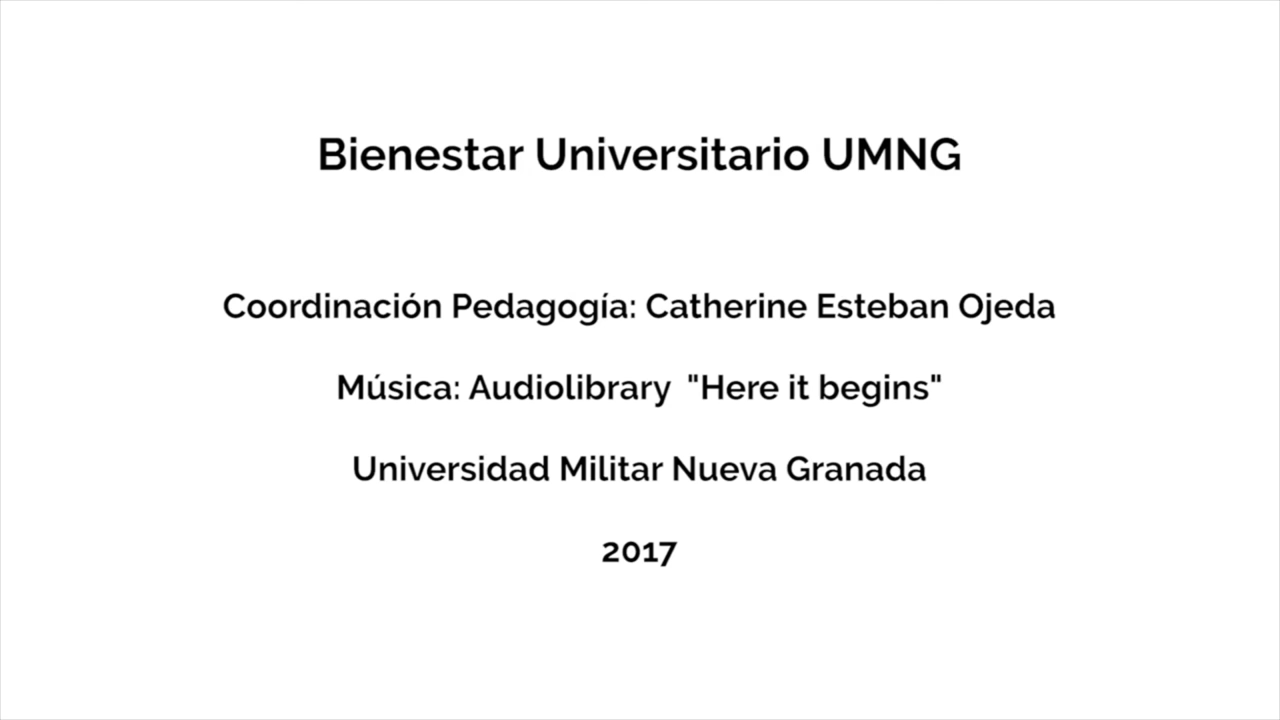 Bienestar Universitario UMNG
Coordinación Pedagogía: Catherine Esteban Ojeda
Música: Audiolibrary "Here it begins"
Universidad Militar Nueva Granada
2017